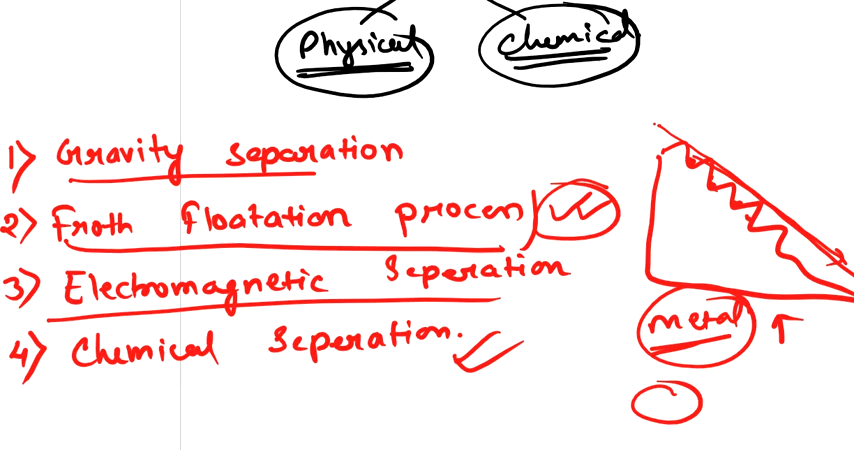 Physical Chemical
1) Gravity separation
2) Froth floatation process
3) Electromagnetic Seperation
4) Chemical Seperation.
metal